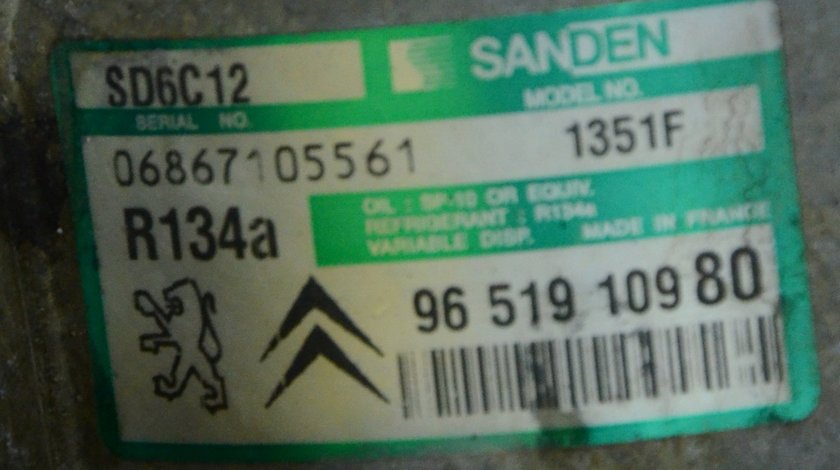 SD6C12
SANDEN
SERIAL NO.
MODEL NO.
06867105561
1351F
R134a
OIL : SP-10 OR EQUIV.
REFRIGERANT : R134a
VARIABLE DISP. MADE IN FRANCE
96 519 109 80